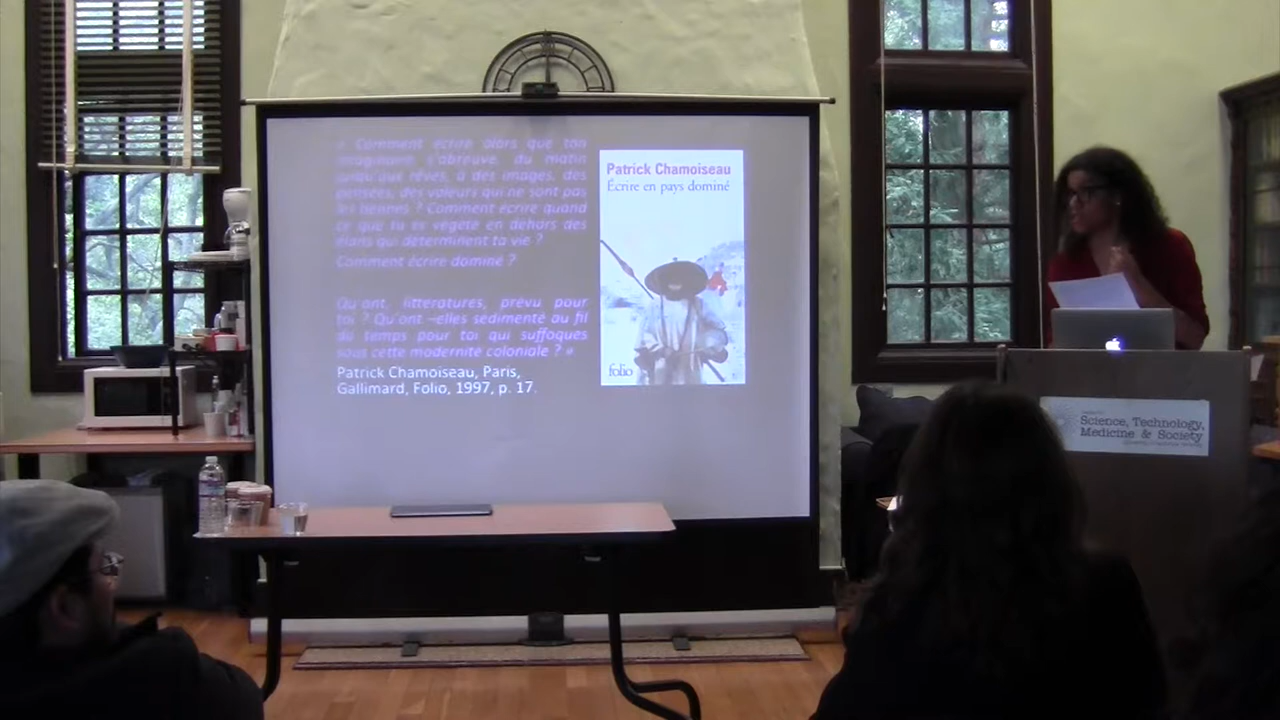 « Comment écrire alors que ton
imaginaire s'abreuve, du matin
jusqu'aux rêves, à des images, des
pensées, des valeurs qui ne sont pas
les tiennes ? Comment écrire quand
ce que tu es végète en dehors des
élans qui déterminent ta vie ?
Comment écrire dominé ?
Qu'ont, littératures, prévu pour
toi ? Qu'ont –elles sédimenté au fil
du temps pour toi qui suffoques
sous cette modernité coloniale ? »
Patrick Chamoiseau, Paris,
Gallimard, Folio, 1997, p. 17.
Patrick Chamoiseau
Écrire en pays dominé
folio
Science, Technology,
Medicine & Society